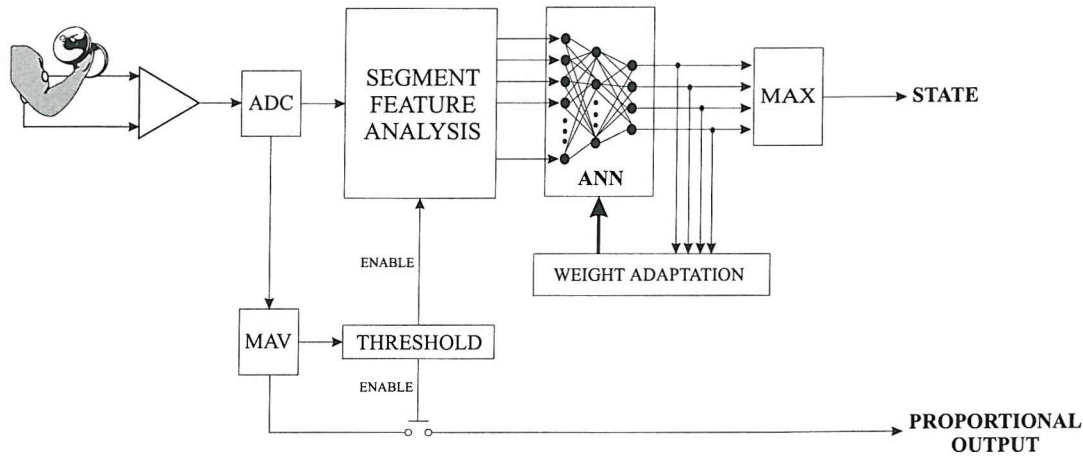 SEGMENT
FEATURE
ANALYSIS
ADC
ANN
MAX
STATE
ENABLE
WEIGHT ADAPTATION
MAV
THRESHOLD
ENABLE
PROPORTIONAL
OUTPUT